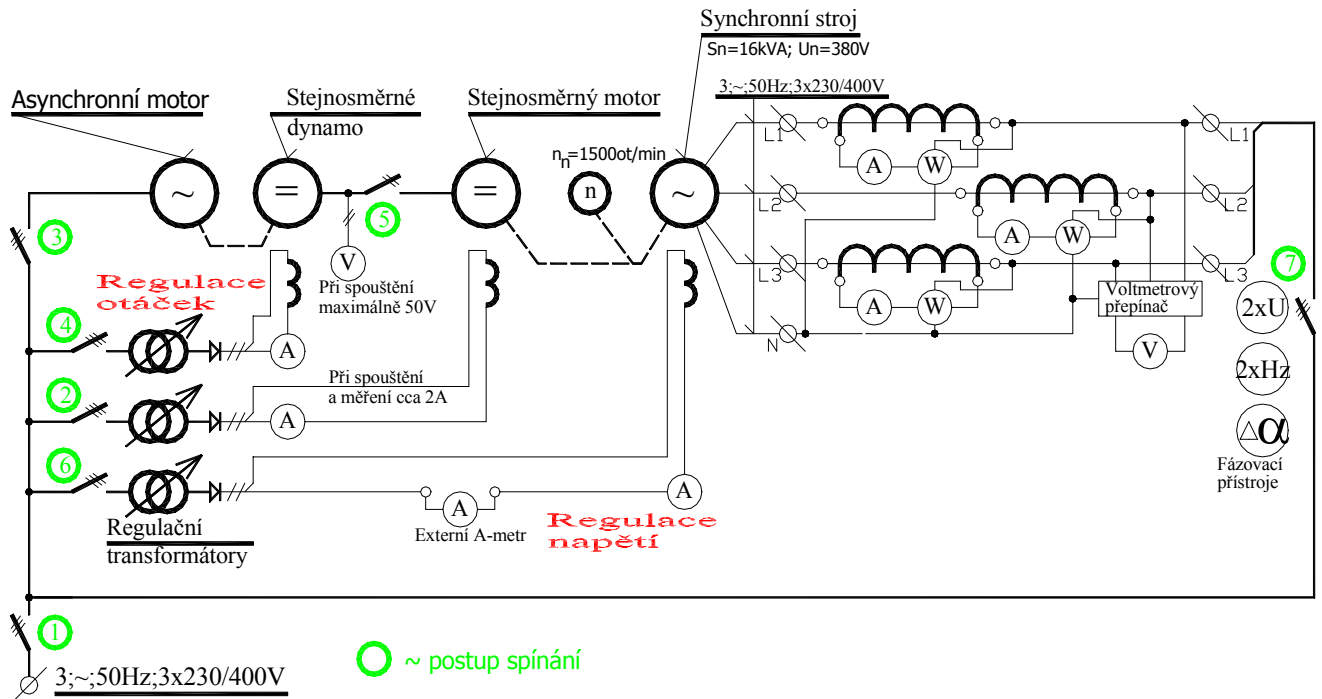 Synchronní stroj
Sn=16kVA; Un=380V
3;~;50Hz;3x230/400V
Asynchronní motor
Stejnosměrné
dynamo
Stejnosměrný motor
nn=1500ot/min
~
=
=
n
~
L1
L2
L3
N
A
W
A
W
A
W
L1
L2
L3
Voltmetrový
přepínač
V
7
2xU
2xHz
△α
Fázovací
přístroje
3
5
V
Při spouštění
maximálně 50V
Regulace
otáček
4
A
2
Při spouštění
a měření cca 2A
A
6
A
Externí A-metr
A
Regulace
napětí
Regulační
transformátory
1
3;~;50Hz;3x230/400V
~ postup spínání